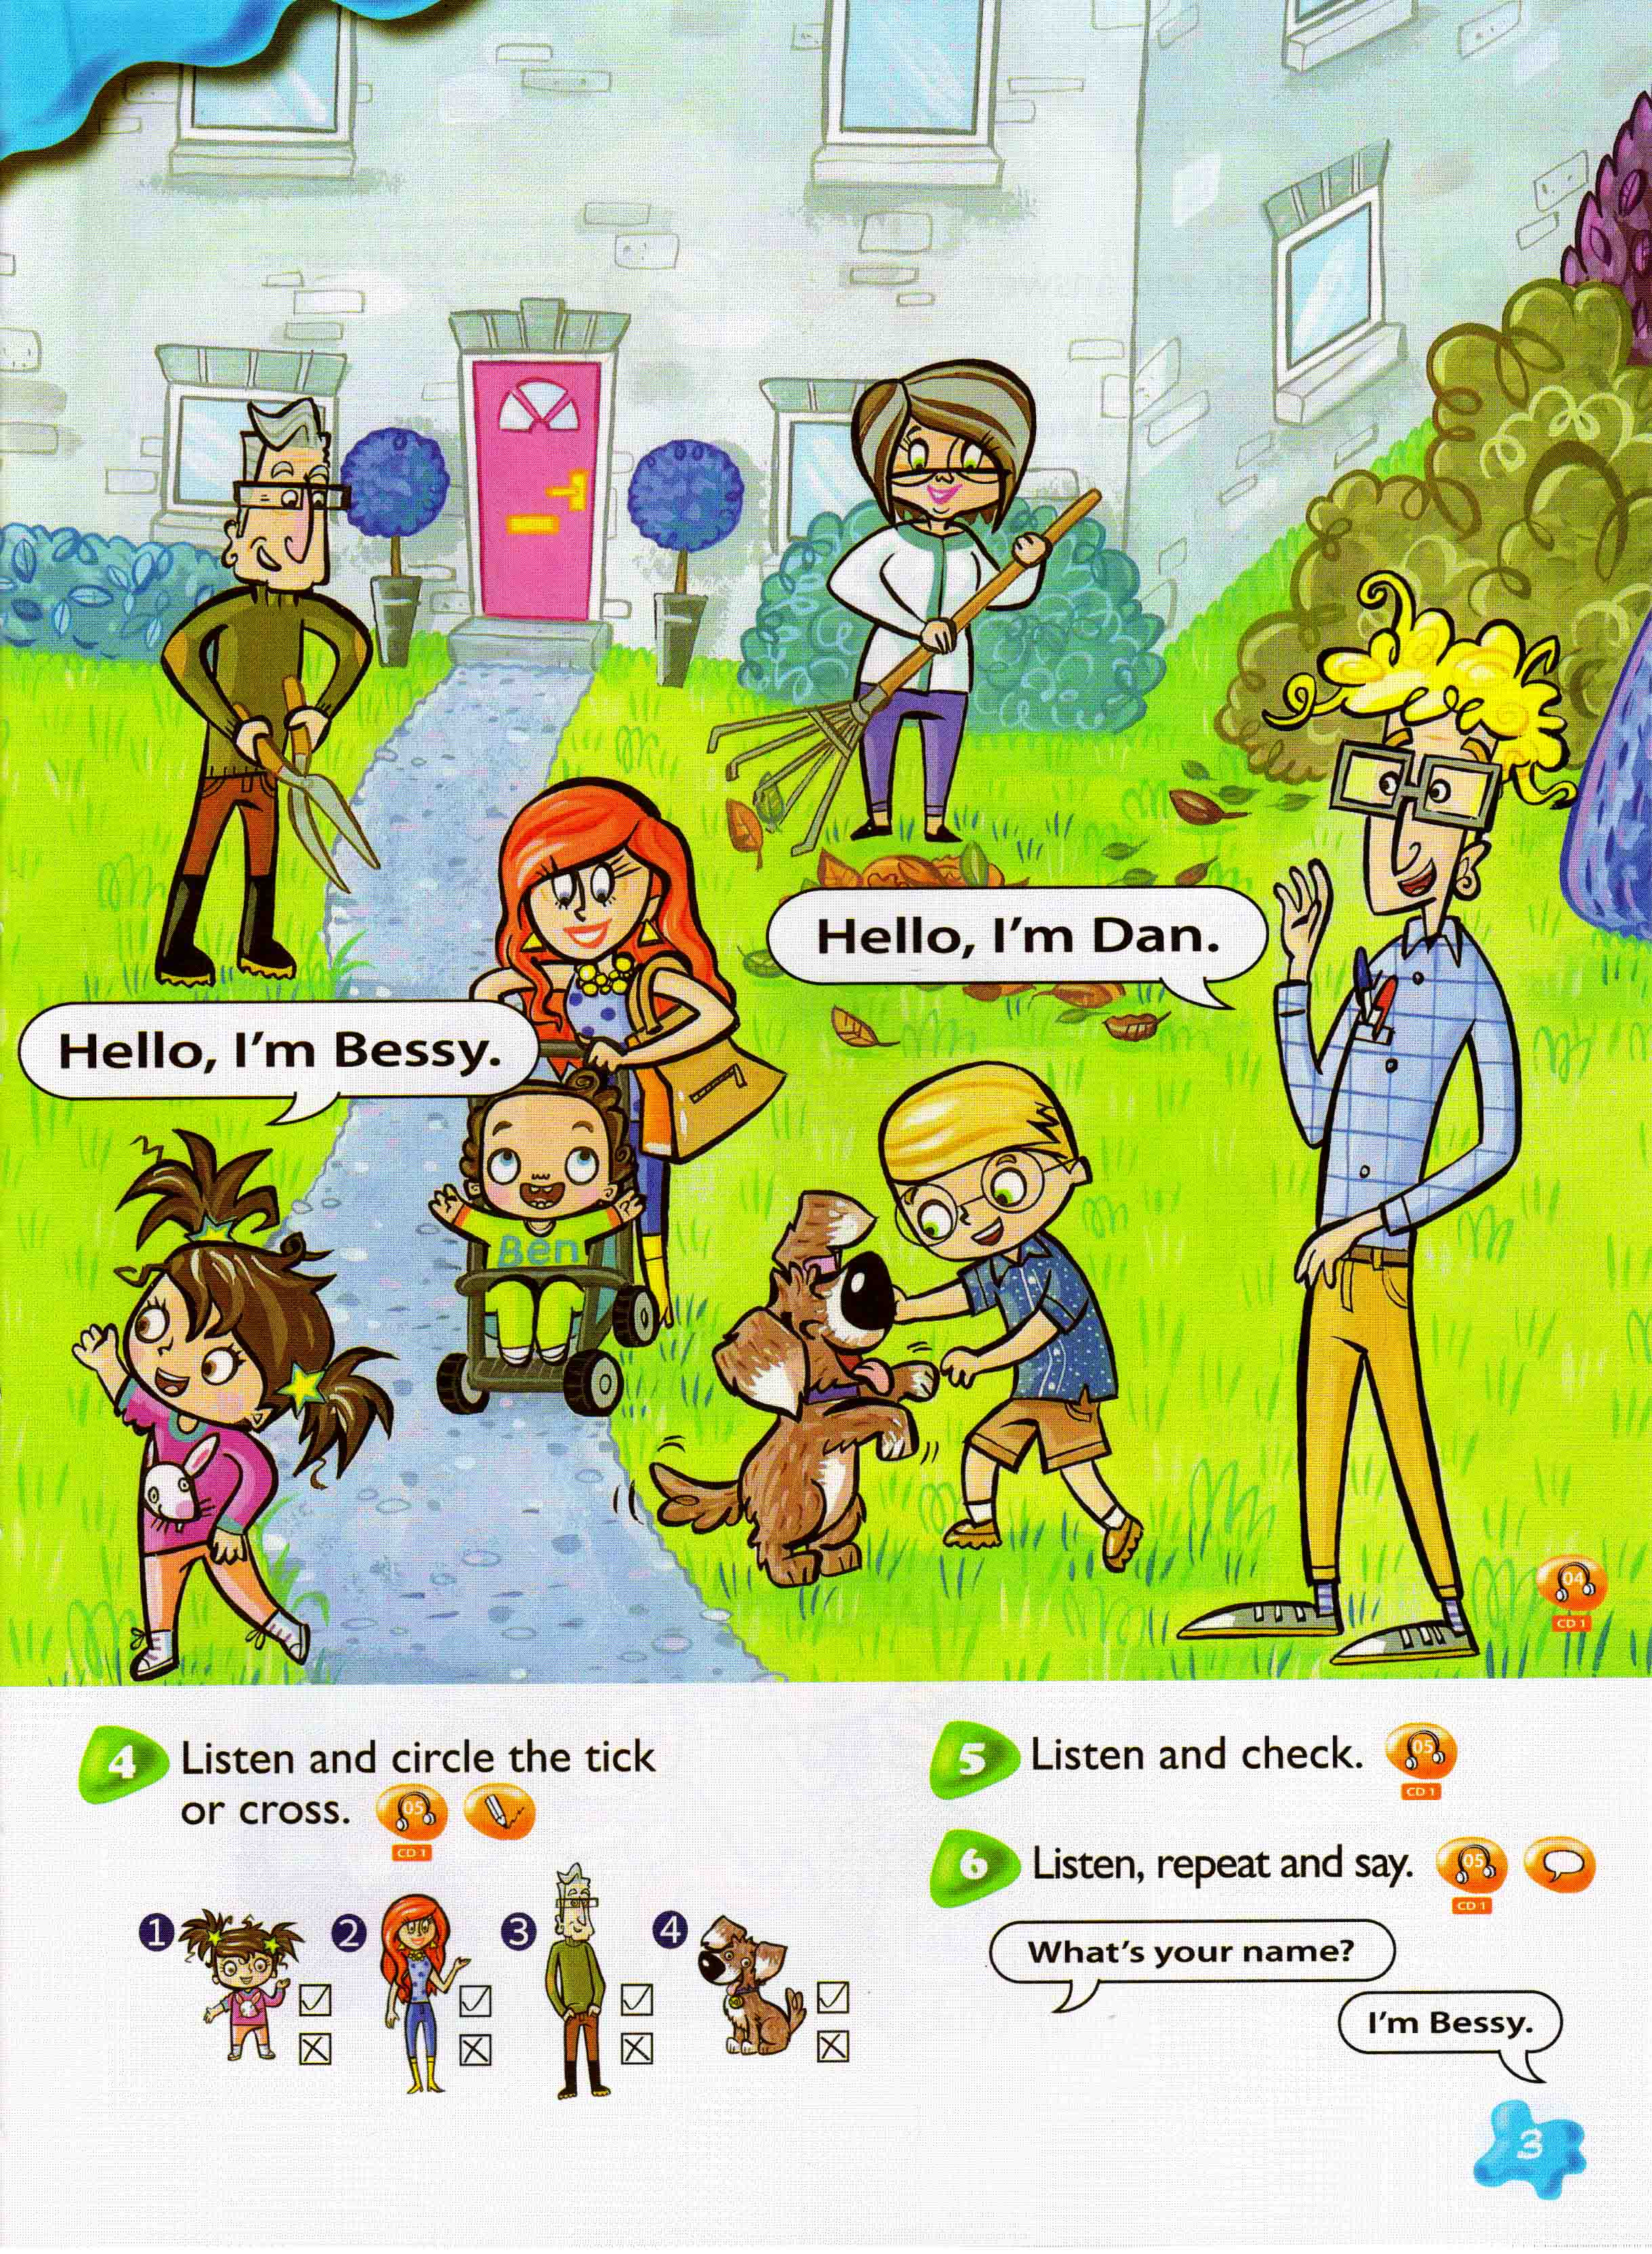 Hello, I'm Dan.
Hello, I'm Bessy.
Ben
04
CD 1
4 Listen and circle the tick
or cross. 05
CD 1
1 2 3 4
5 Listen and check. 05
CD 1
6 Listen, repeat and say. 05
CD 1
What's your name?
I'm Bessy.
3